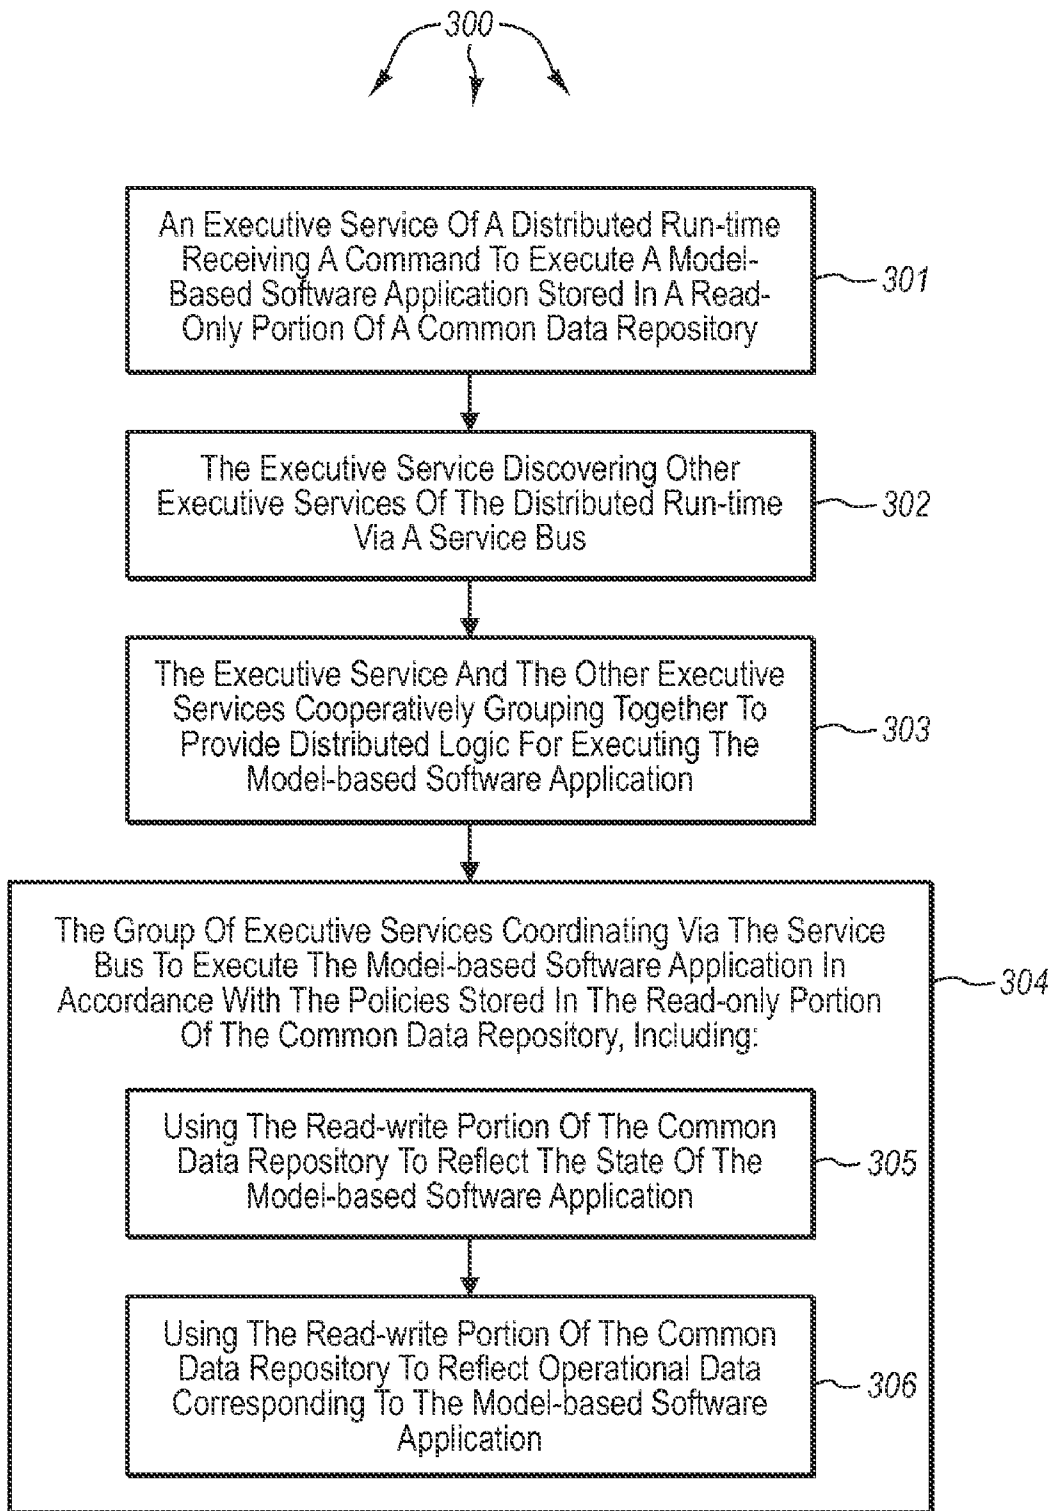 300
An Executive Service Of A Distributed Run-time
Receiving A Command To Execute A Model-
Based Software Application Stored In A Read-
Only Portion Of A Common Data Repository
301
The Executive Service Discovering Other
Executive Services Of The Distributed Run-time
Via A Service Bus
302
The Executive Service And The Other Executive
Services Cooperatively Grouping Together To
Provide Distributed Logic For Executing The
Model-based Software Application
303
The Group Of Executive Services Coordinating Via The Service
Bus To Execute The Model-based Software Application In
Accordance With The Policies Stored In The Read-only Portion
Of The Common Data Repository, Including:
304
Using The Read-write Portion Of The Common
Data Repository To Reflect The State Of The
Model-based Software Application
305
Using The Read-write Portion Of The Common
Data Repository To Reflect Operational Data
Corresponding To The Model-based Software
Application
306